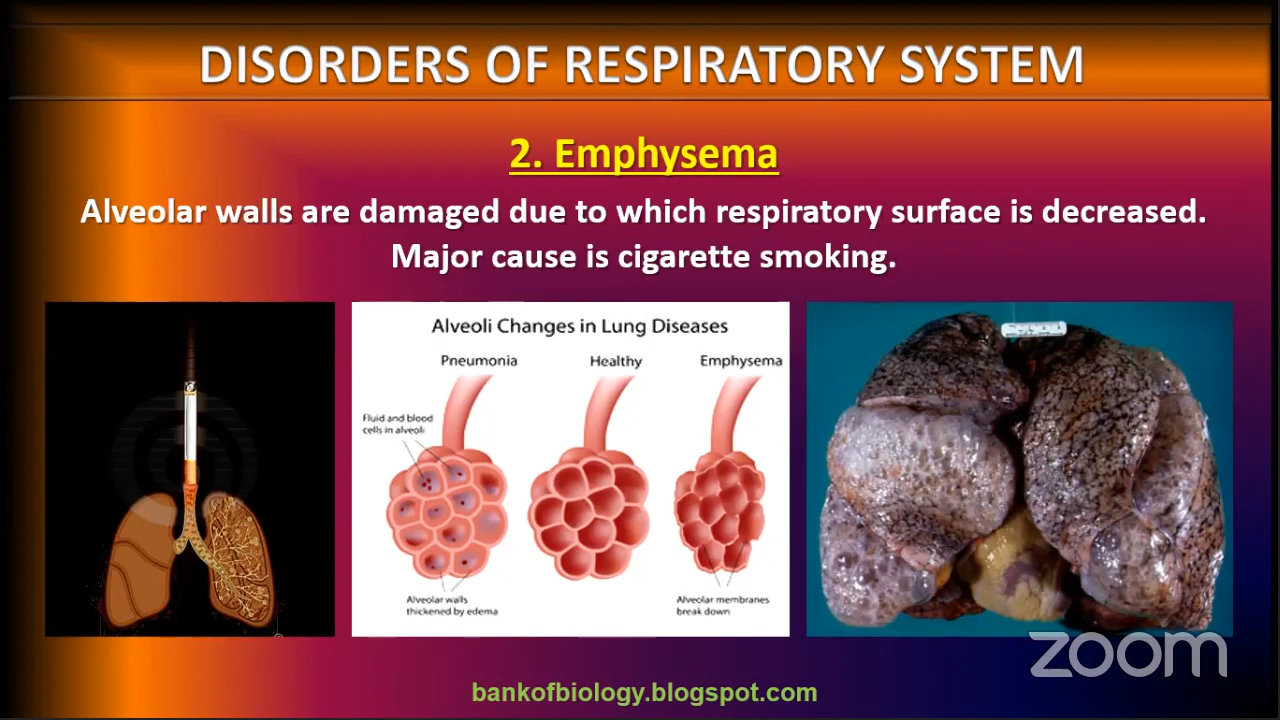 DISORDERS OF RESPIRATORY SYSTEM
2. Emphysema
Alveolar walls are damaged due to which respiratory surface is decreased.
Major cause is cigarette smoking.
Alveoli Changes in Lung Diseases
Pneumonia
Healthy
Emphysema
Fluid and blood
cells in alveoli
Alveolar walls
thickened by edema
Alveolar membranes
break down
zoom
bankofbiology.blogspot.com